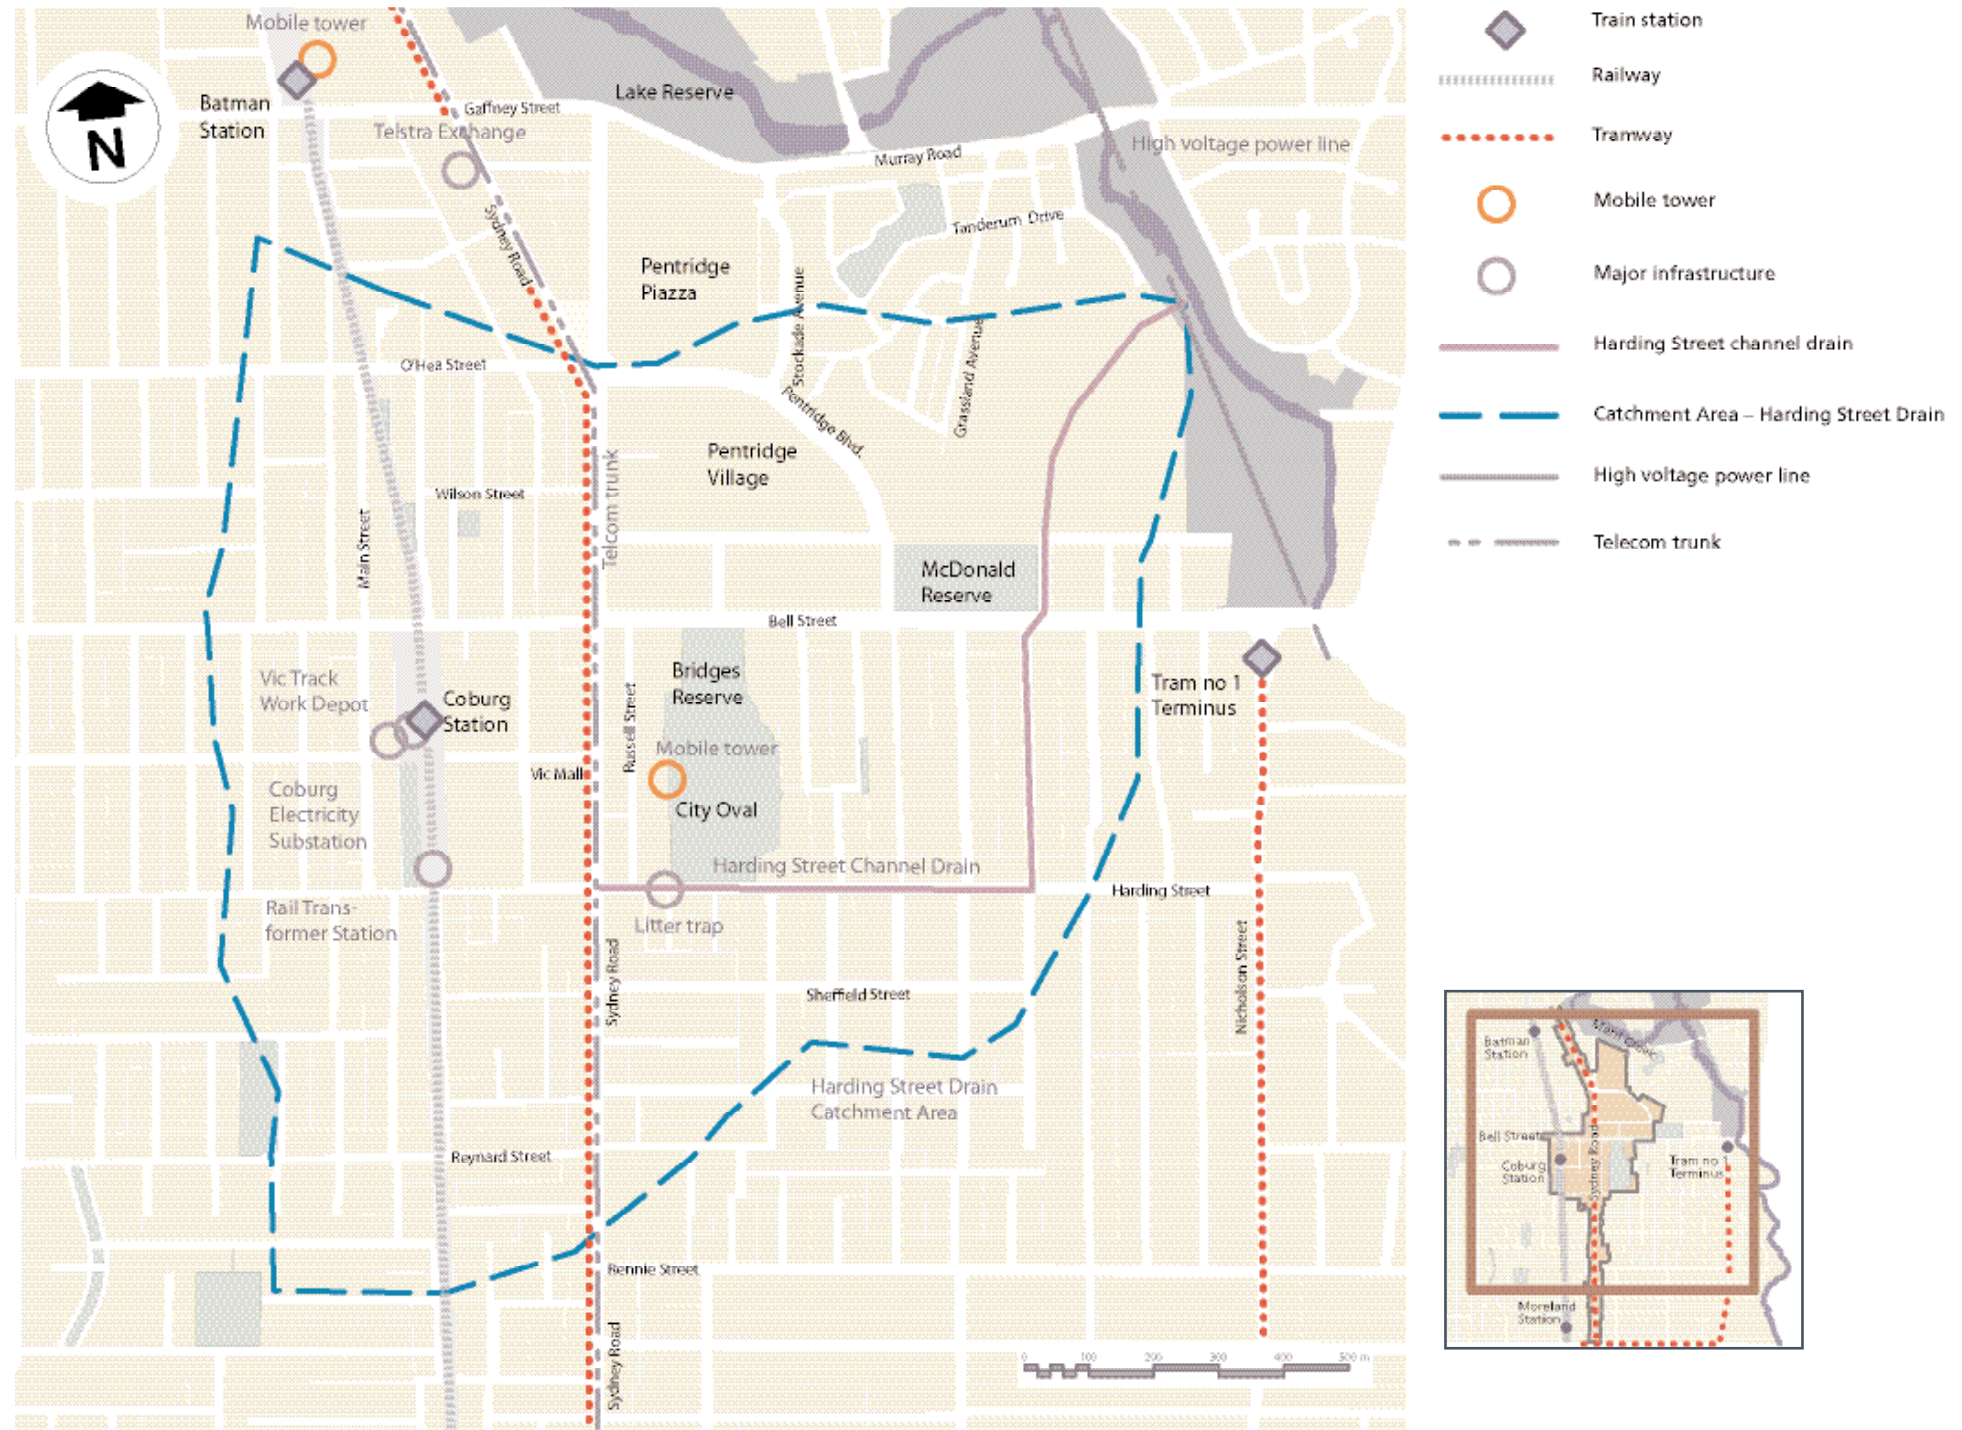 Mobile tower
Batman
Station
N
Gaffney Street
Telstra Exchange
Lake Reserve
Murray Road
High voltage power line
Tanderum Drive
Sydney Road
Pentridge
Piazza
Stockade Avenue
Grassland Avenue
O'Hea Street
Pentridge Blvd.
Pentridge
Village
Telcom trunk
Wilson Street
Main Street
McDonald
Reserve
Bell Street
Vic Track
Work Depot
Coburg
Station
Bridges
Reserve
Russell Street
Mobile tower
Vic Mall
City Oval
Tram no 1
Terminus
Coburg
Electricity
Substation
Harding Street Channel Drain
Harding Street
Rail Trans-
former Station
Litter trap
Sydney Road
Sheffield Street
Nicholson Street
Harding Street Drain
Catchment Area
Reynard Street
Rennie Street
Sydney Road
0 100 200 300 400 500 m
Train station
Railway
Tramway
Mobile tower
Major infrastructure
Harding Street channel drain
Catchment Area – Harding Street Drain
High voltage power line
Telecom trunk
Batman
Station
Bell Street
Coburg
Station
Sydney Road
Tram no 1
Terminus
Moreland
Station